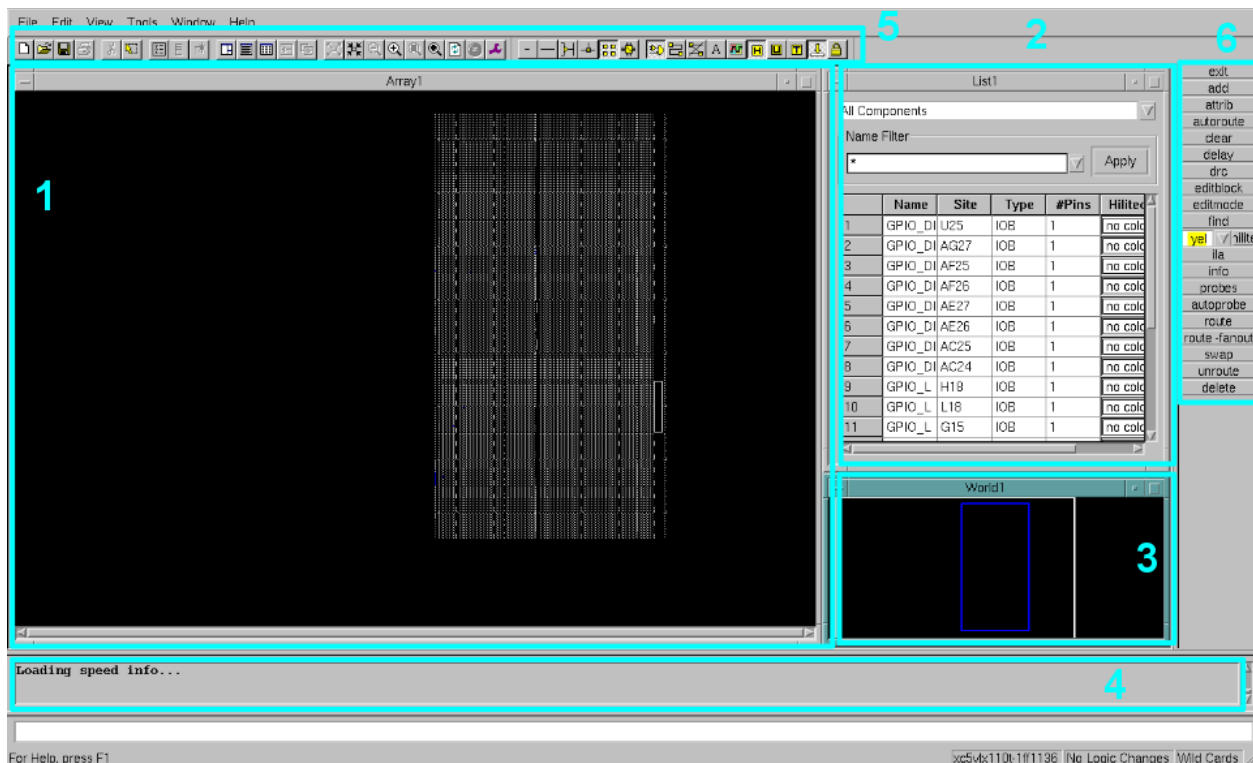 File Edit View Tools Window Help
5
2
6
A
Array1
1
List1
All Components
Name Filter
*
Apply
Name Site Type #Pins Hilited
1 GPIO_DI U25 IOB 1 no colo
2 GPIO_DI AG27 IOB 1 no colo
3 GPIO_DI AF25 IOB 1 no colo
4 GPIO_DI AF26 IOB 1 no colo
5 GPIO_DI AE27 IOB 1 no colo
6 GPIO_DI AE26 IOB 1 no colo
7 GPIO_DI AC25 IOB 1 no colo
8 GPIO_DI AC24 IOB 1 no colo
9 GPIO_L H18 IOB 1 no colo
10 GPIO_L L18 IOB 1 no colo
11 GPIO_L G15 IOB 1 no colo
World1
3
exit
add
attrib
autoroute
clear
delay
drc
editblock
editmode
find
yel hilite
ila
info
probes
autoprobe
route
route -fanout
swap
unroute
delete
Loading speed info...
4
For Help, press F1
xc5vlx110t-1ff1136 No Logic Changes Wild Cards